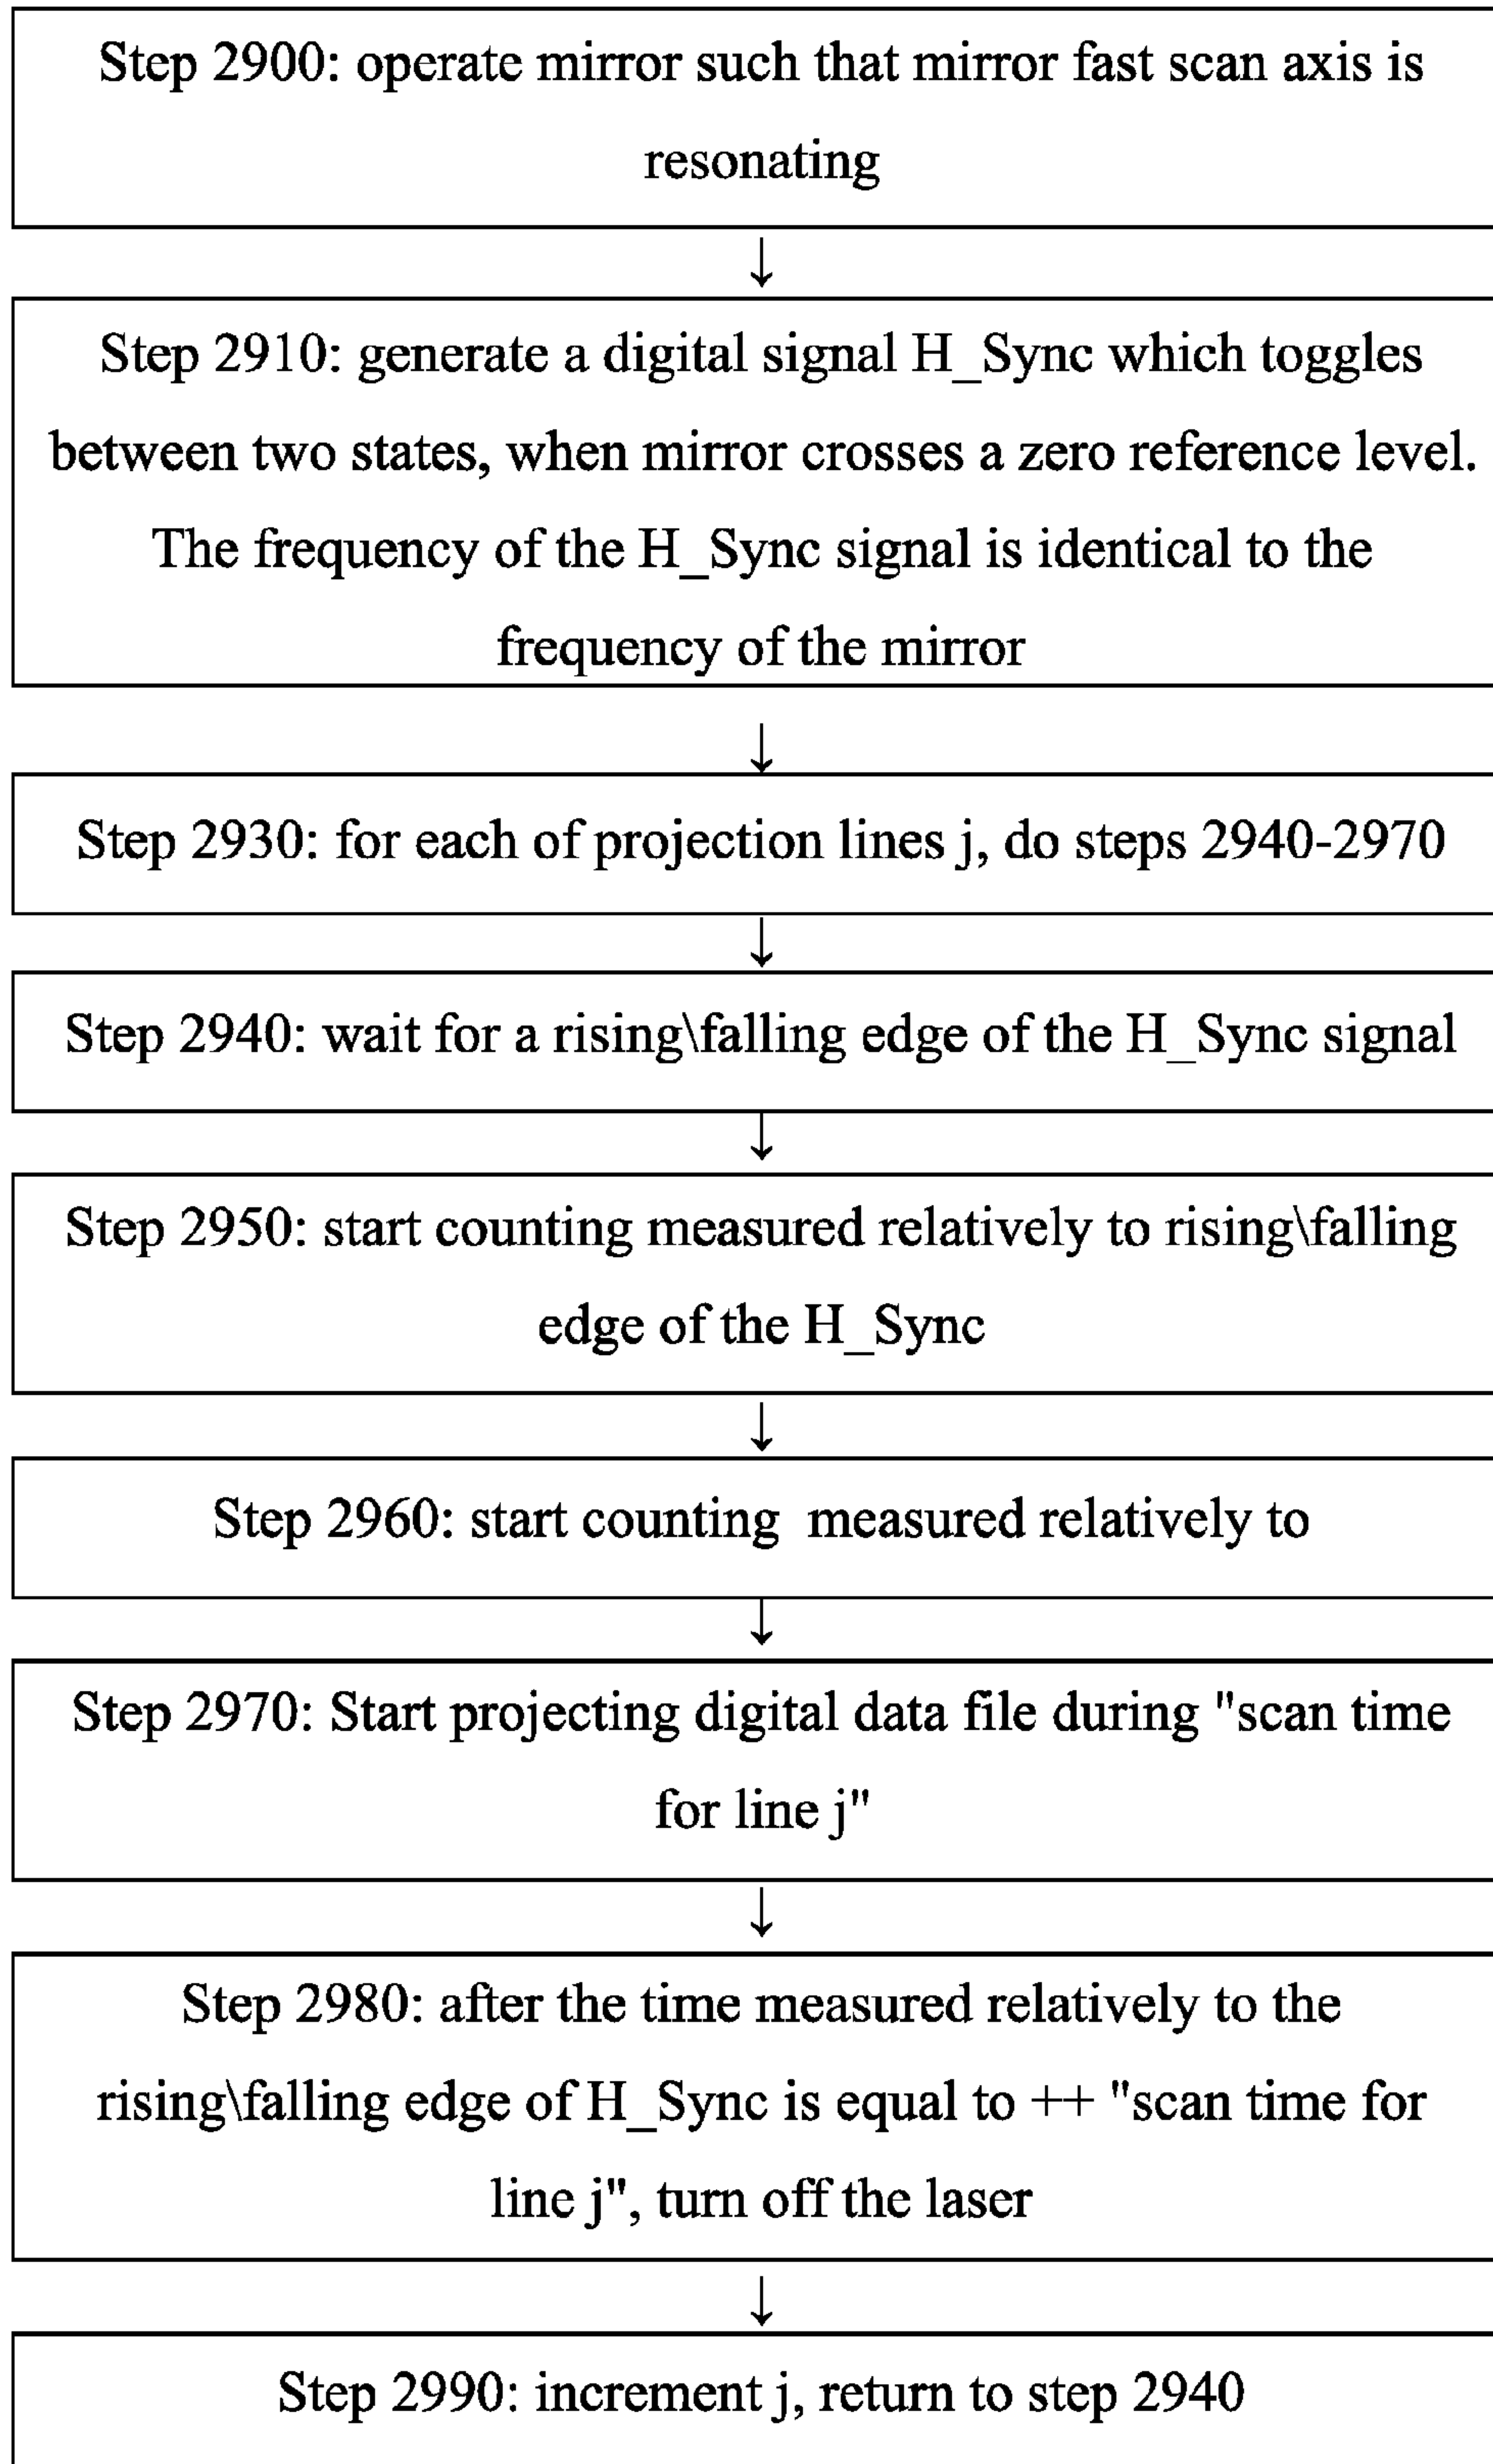 Step 2900: operate mirror such that mirror fast scan axis is
resonating
↓
Step 2910: generate a digital signal H_Sync which toggles
between two states, when mirror crosses a zero reference level.
The frequency of the H_Sync signal is identical to the
frequency of the mirror
↓
Step 2930: for each of projection lines j, do steps 2940-2970
↓
Step 2940: wait for a rising\falling edge of the H_Sync signal
↓
Step 2950: start counting measured relatively to rising\falling
edge of the H_Sync
↓
Step 2960: start counting  measured relatively to
↓
Step 2970: Start projecting digital data file during "scan time
for line j"
↓
Step 2980: after the time measured relatively to the
rising\falling edge of H_Sync is equal to ++ "scan time for
line j", turn off the laser
↓
Step 2990: increment j, return to step 2940